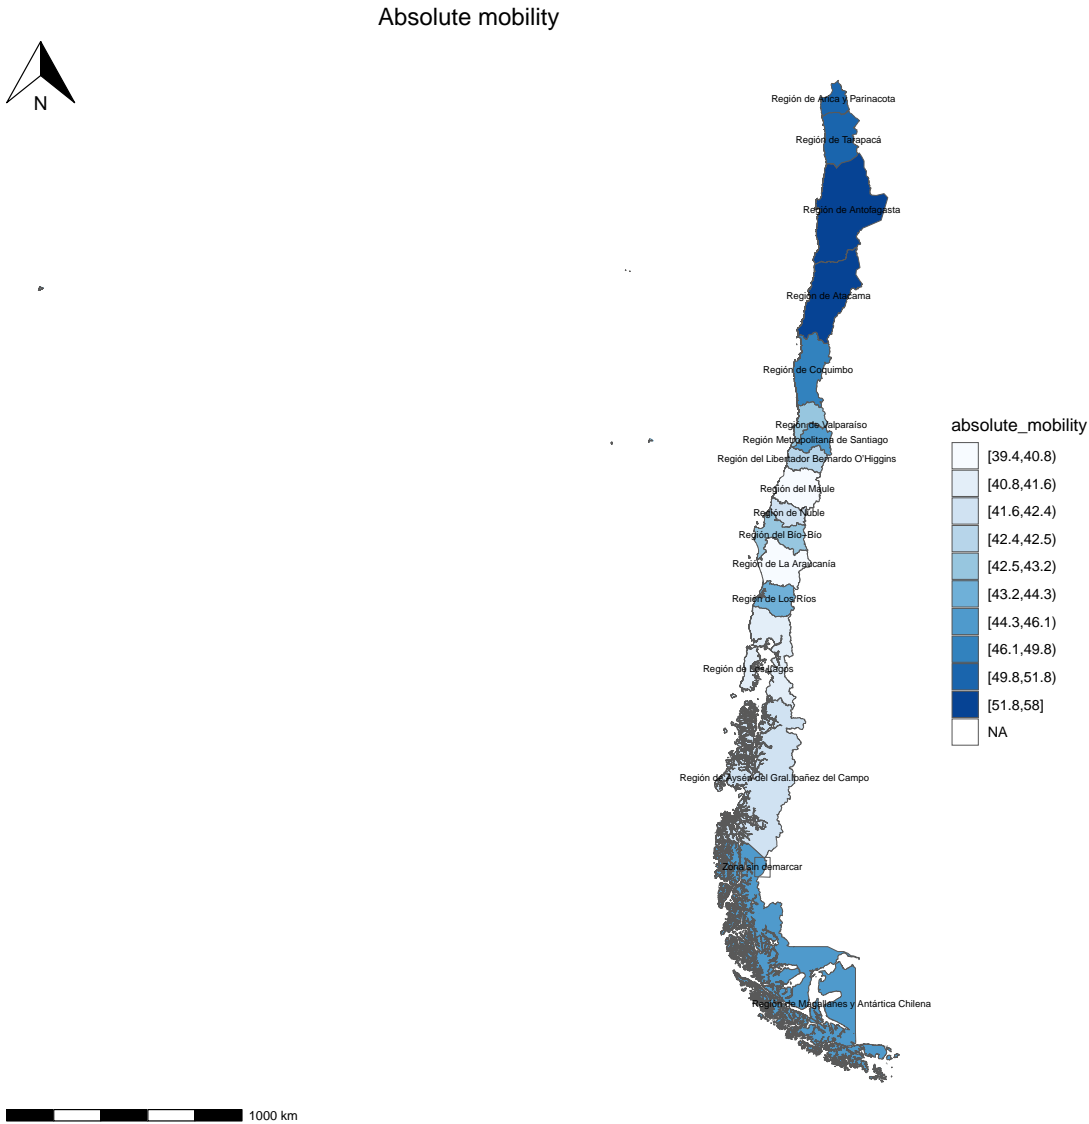 Absolute mobility
N
Región de Arica y Parinacota
Región de Tarapacá
Región de Antofagasta
Región de Atacama
Región de Coquimbo
Región de Valparaíso
Región Metropolitana de Santiago
Región del Libertador Bernardo O'Higgins
Región del Maule
Región de Ñuble
Región del Bío-Bío
Región de La Araucanía
Región de Los Ríos
Región de Los Lagos
Región de Aysén del Gral.Ibañez del Campo
Zona sin demarcar
Región de Magallanes y Antártica Chilena
absolute_mobility
[39.4,40.8)
[40.8,41.6)
[41.6,42.4)
[42.4,42.5)
[42.5,43.2)
[43.2,44.3)
[44.3,46.1)
[46.1,49.8)
[49.8,51.8)
[51.8,58]
NA
1000 km